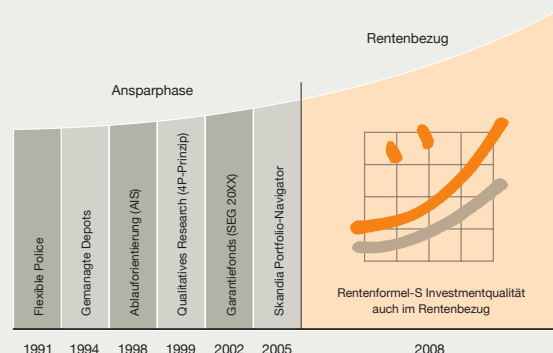 Rentenbezug
Ansparphase
Flexible Police
Gemanagte Depots
Ablauforientierung (AIS)
Qualitatives Research (4P-Prinzip)
Garantiefonds (SEG 20XX)
Skandia Portfolio-Navigator
Rentenformel-S Investmentqualität
auch im Rentenbezug
1991 1994 1998 1999 2002 2005 2008